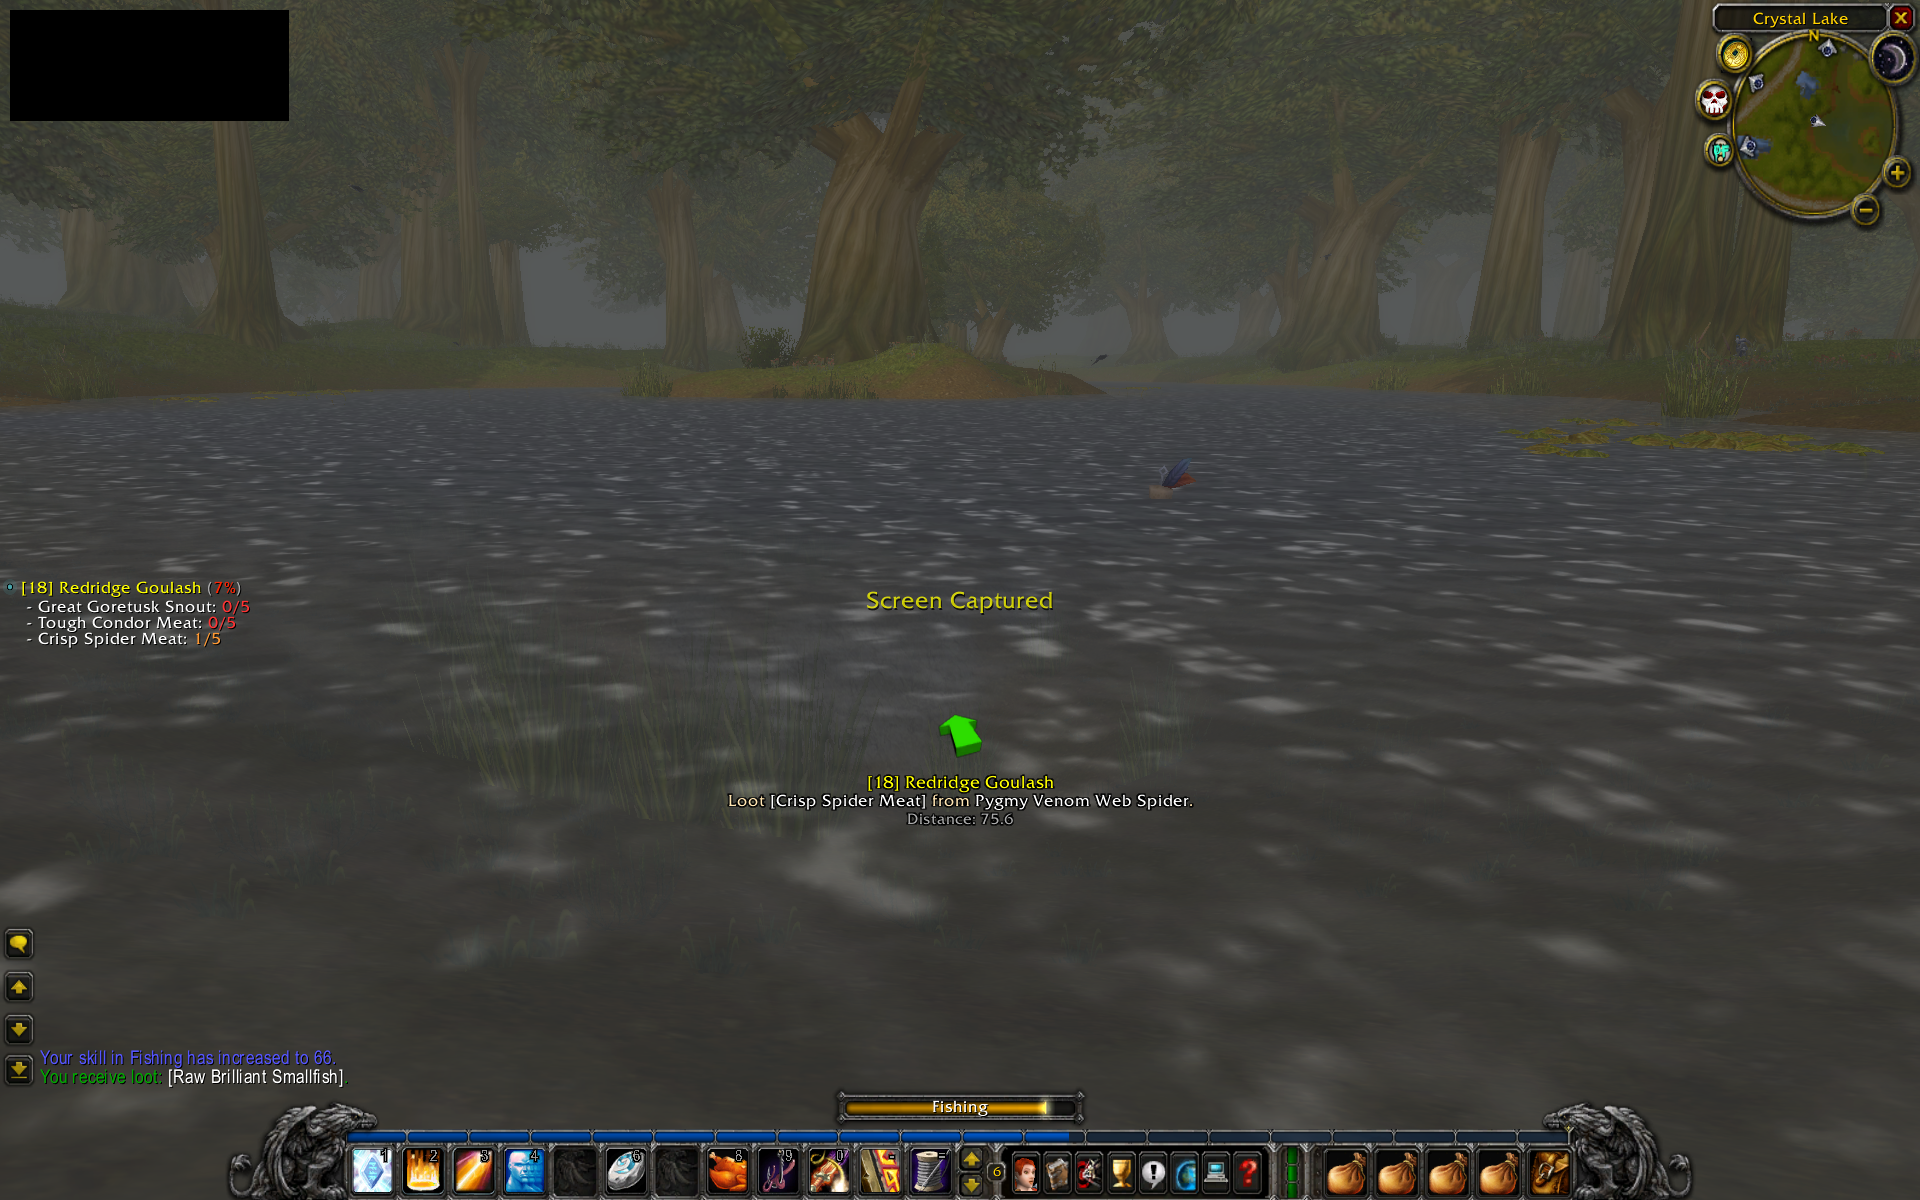 Crystal Lake
N
[18] Redridge Goulash (7%)
- Great Goretusk Snout: 0/5
- Tough Condor Meat: 0/5
- Crisp Spider Meat: 1/5
Screen Captured
[18] Redridge Goulash
Loot [Crisp Spider Meat] from Pygmy Venom Web Spider.
Distance: 75.6
Your skill in Fishing has increased to 66.
You receive loot: [Raw Brilliant Smallfish].
Fishing
1 2 3 4 6 8 9 0 - =
6